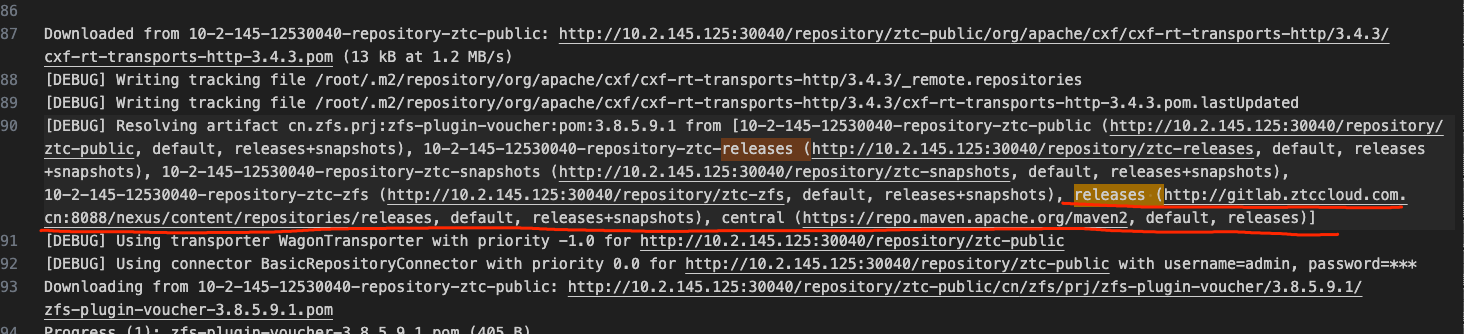 86
87 Downloaded from 10-2-145-12530040-repository-ztc-public: http://10.2.145.125:30040/repository/ztc-public/org/apache/cxf/cxf-rt-transports-http/3.4.3/
cxf-rt-transports-http-3.4.3.pom (13 kB at 1.2 MB/s)
88 [DEBUG] Writing tracking file /root/.m2/repository/org/apache/cxf/cxf-rt-transports-http/3.4.3/_remote.repositories
89 [DEBUG] Writing tracking file /root/.m2/repository/org/apache/cxf/cxf-rt-transports-http/3.4.3/cxf-rt-transports-http-3.4.3.pom.lastUpdated
90 [DEBUG] Resolving artifact cn.zfs.prj:zfs-plugin-voucher:pom:3.8.5.9.1 from [10-2-145-12530040-repository-ztc-public (http://10.2.145.125:30040/repository/
ztc-public, default, releases+snapshots), 10-2-145-12530040-repository-ztc-releases (http://10.2.145.125:30040/repository/ztc-releases, default, releases
+snapshots), 10-2-145-12530040-repository-ztc-snapshots (http://10.2.145.125:30040/repository/ztc-snapshots, default, releases+snapshots),
10-2-145-12530040-repository-ztc-zfs (http://10.2.145.125:30040/repository/ztc-zfs, default, releases+snapshots), releases (http://gitlab.ztccloud.com.
cn:8088/nexus/content/repositories/releases, default, releases+snapshots), central (https://repo.maven.apache.org/maven2, default, releases)]
91 [DEBUG] Using transporter WagonTransporter with priority -1.0 for http://10.2.145.125:30040/repository/ztc-public
92 [DEBUG] Using connector BasicRepositoryConnector with priority 0.0 for http://10.2.145.125:30040/repository/ztc-public with username=admin, password=***
93 Downloading from 10-2-145-12530040-repository-ztc-public: http://10.2.145.125:30040/repository/ztc-public/cn/zfs/prj/zfs-plugin-voucher/3.8.5.9.1/
zfs-plugin-voucher-3.8.5.9.1.pom
94 Progress (1): zfs-plugin-voucher-3.8.5.9.1.pom (405 B)